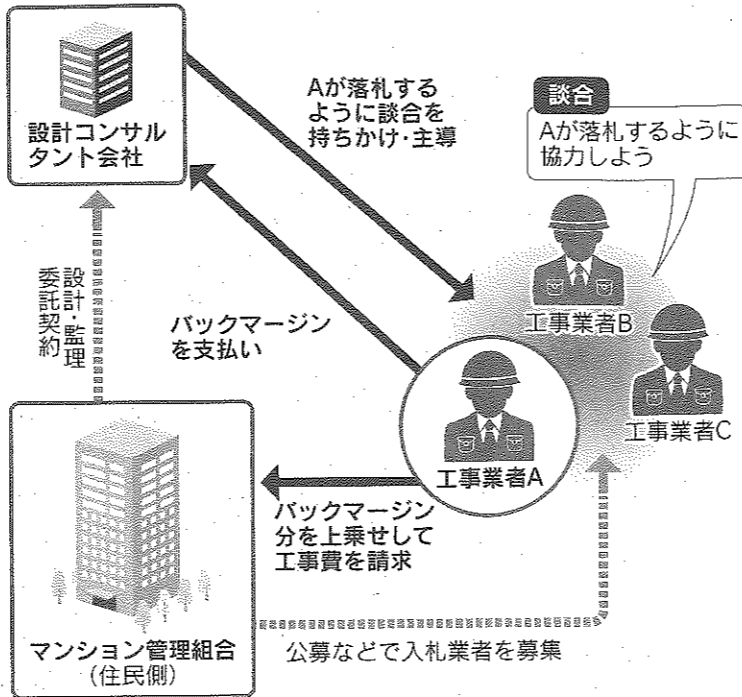 設計コンサル
タント会社
Aが落札する
ように談合を
持ちかけ・主導
談合
Aが落札するように
協力しよう
工事業者B
工事業者C
工事業者A
設計・監理
委託契約
バックマージン
を支払い
バックマージン
分を上乗せして
工事費を請求
マンション管理組合
(住民側)
公募などで入札業者を募集